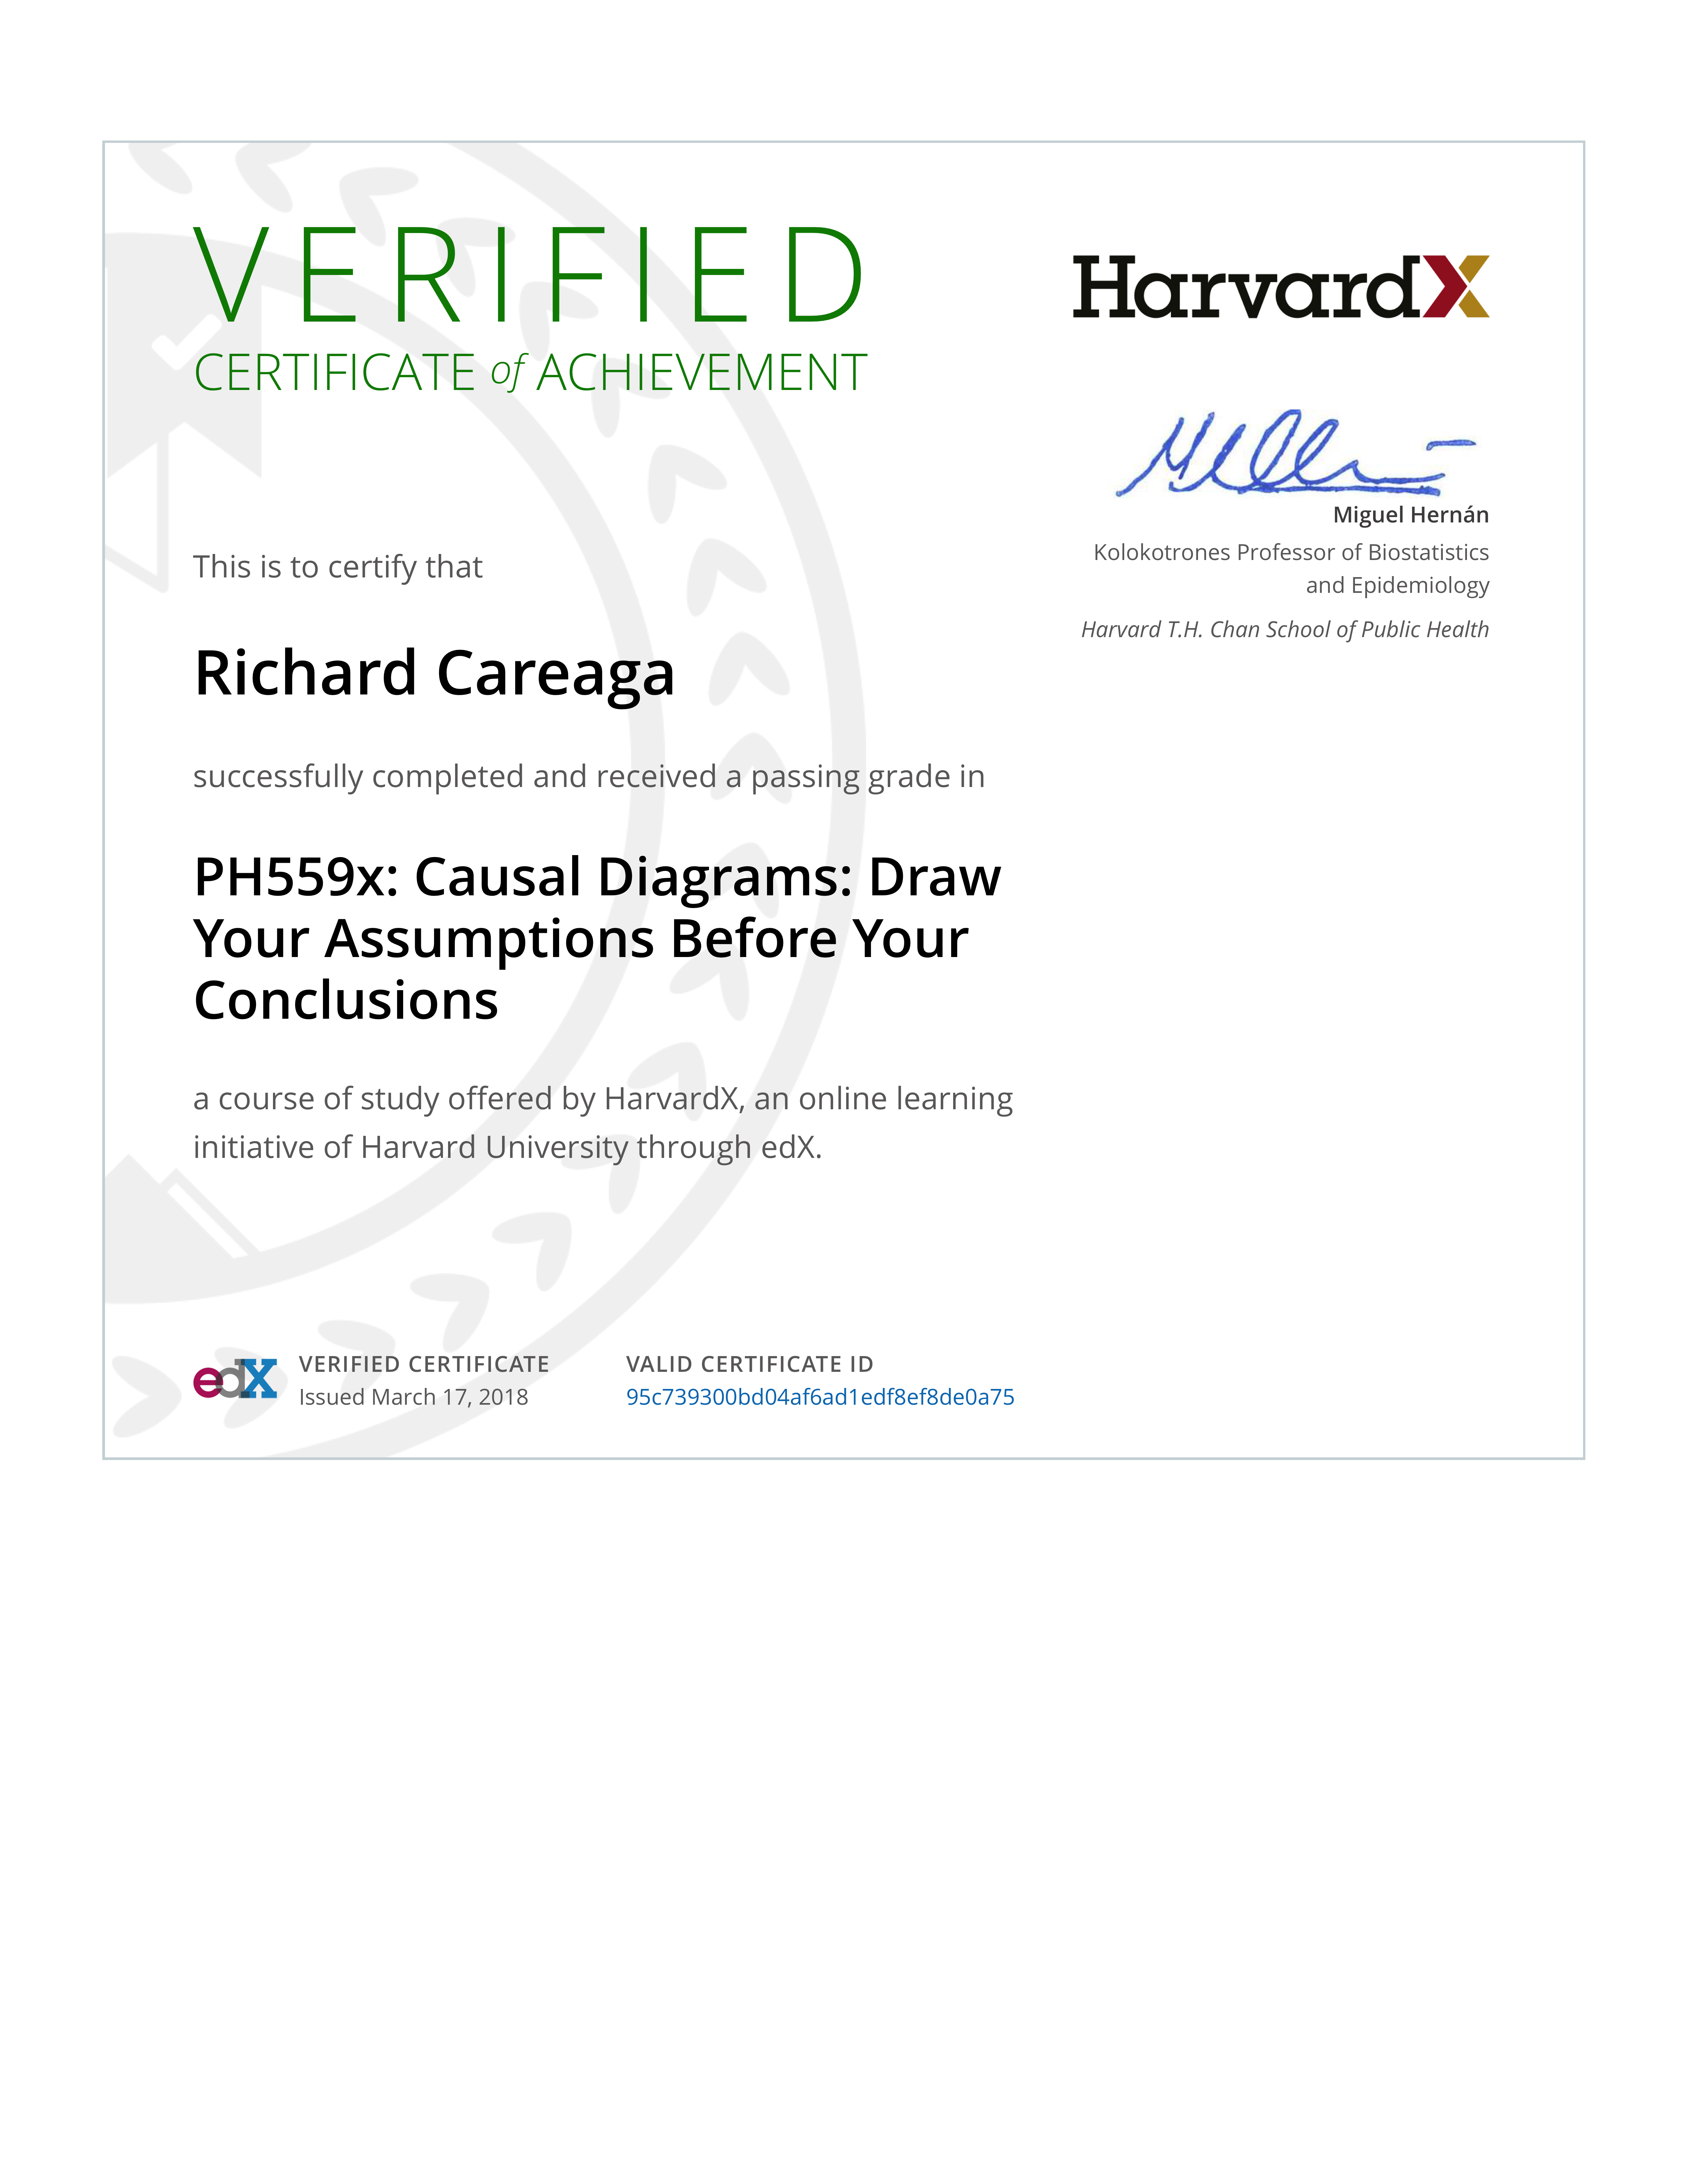 VERIFIED
CERTIFICATE of ACHIEVEMENT
HarvardX
Miguel Hernán
Kolokotrones Professor of Biostatistics
and Epidemiology
Harvard T.H. Chan School of Public Health
This is to certify that
Richard Careaga
successfully completed and received a passing grade in
PH559x: Causal Diagrams: Draw
Your Assumptions Before Your
Conclusions
a course of study offered by HarvardX, an online learning
initiative of Harvard University through edX.
edX
VERIFIED CERTIFICATE
Issued March 17, 2018
VALID CERTIFICATE ID
95c739300bd04af6ad1edf8ef8de0a75